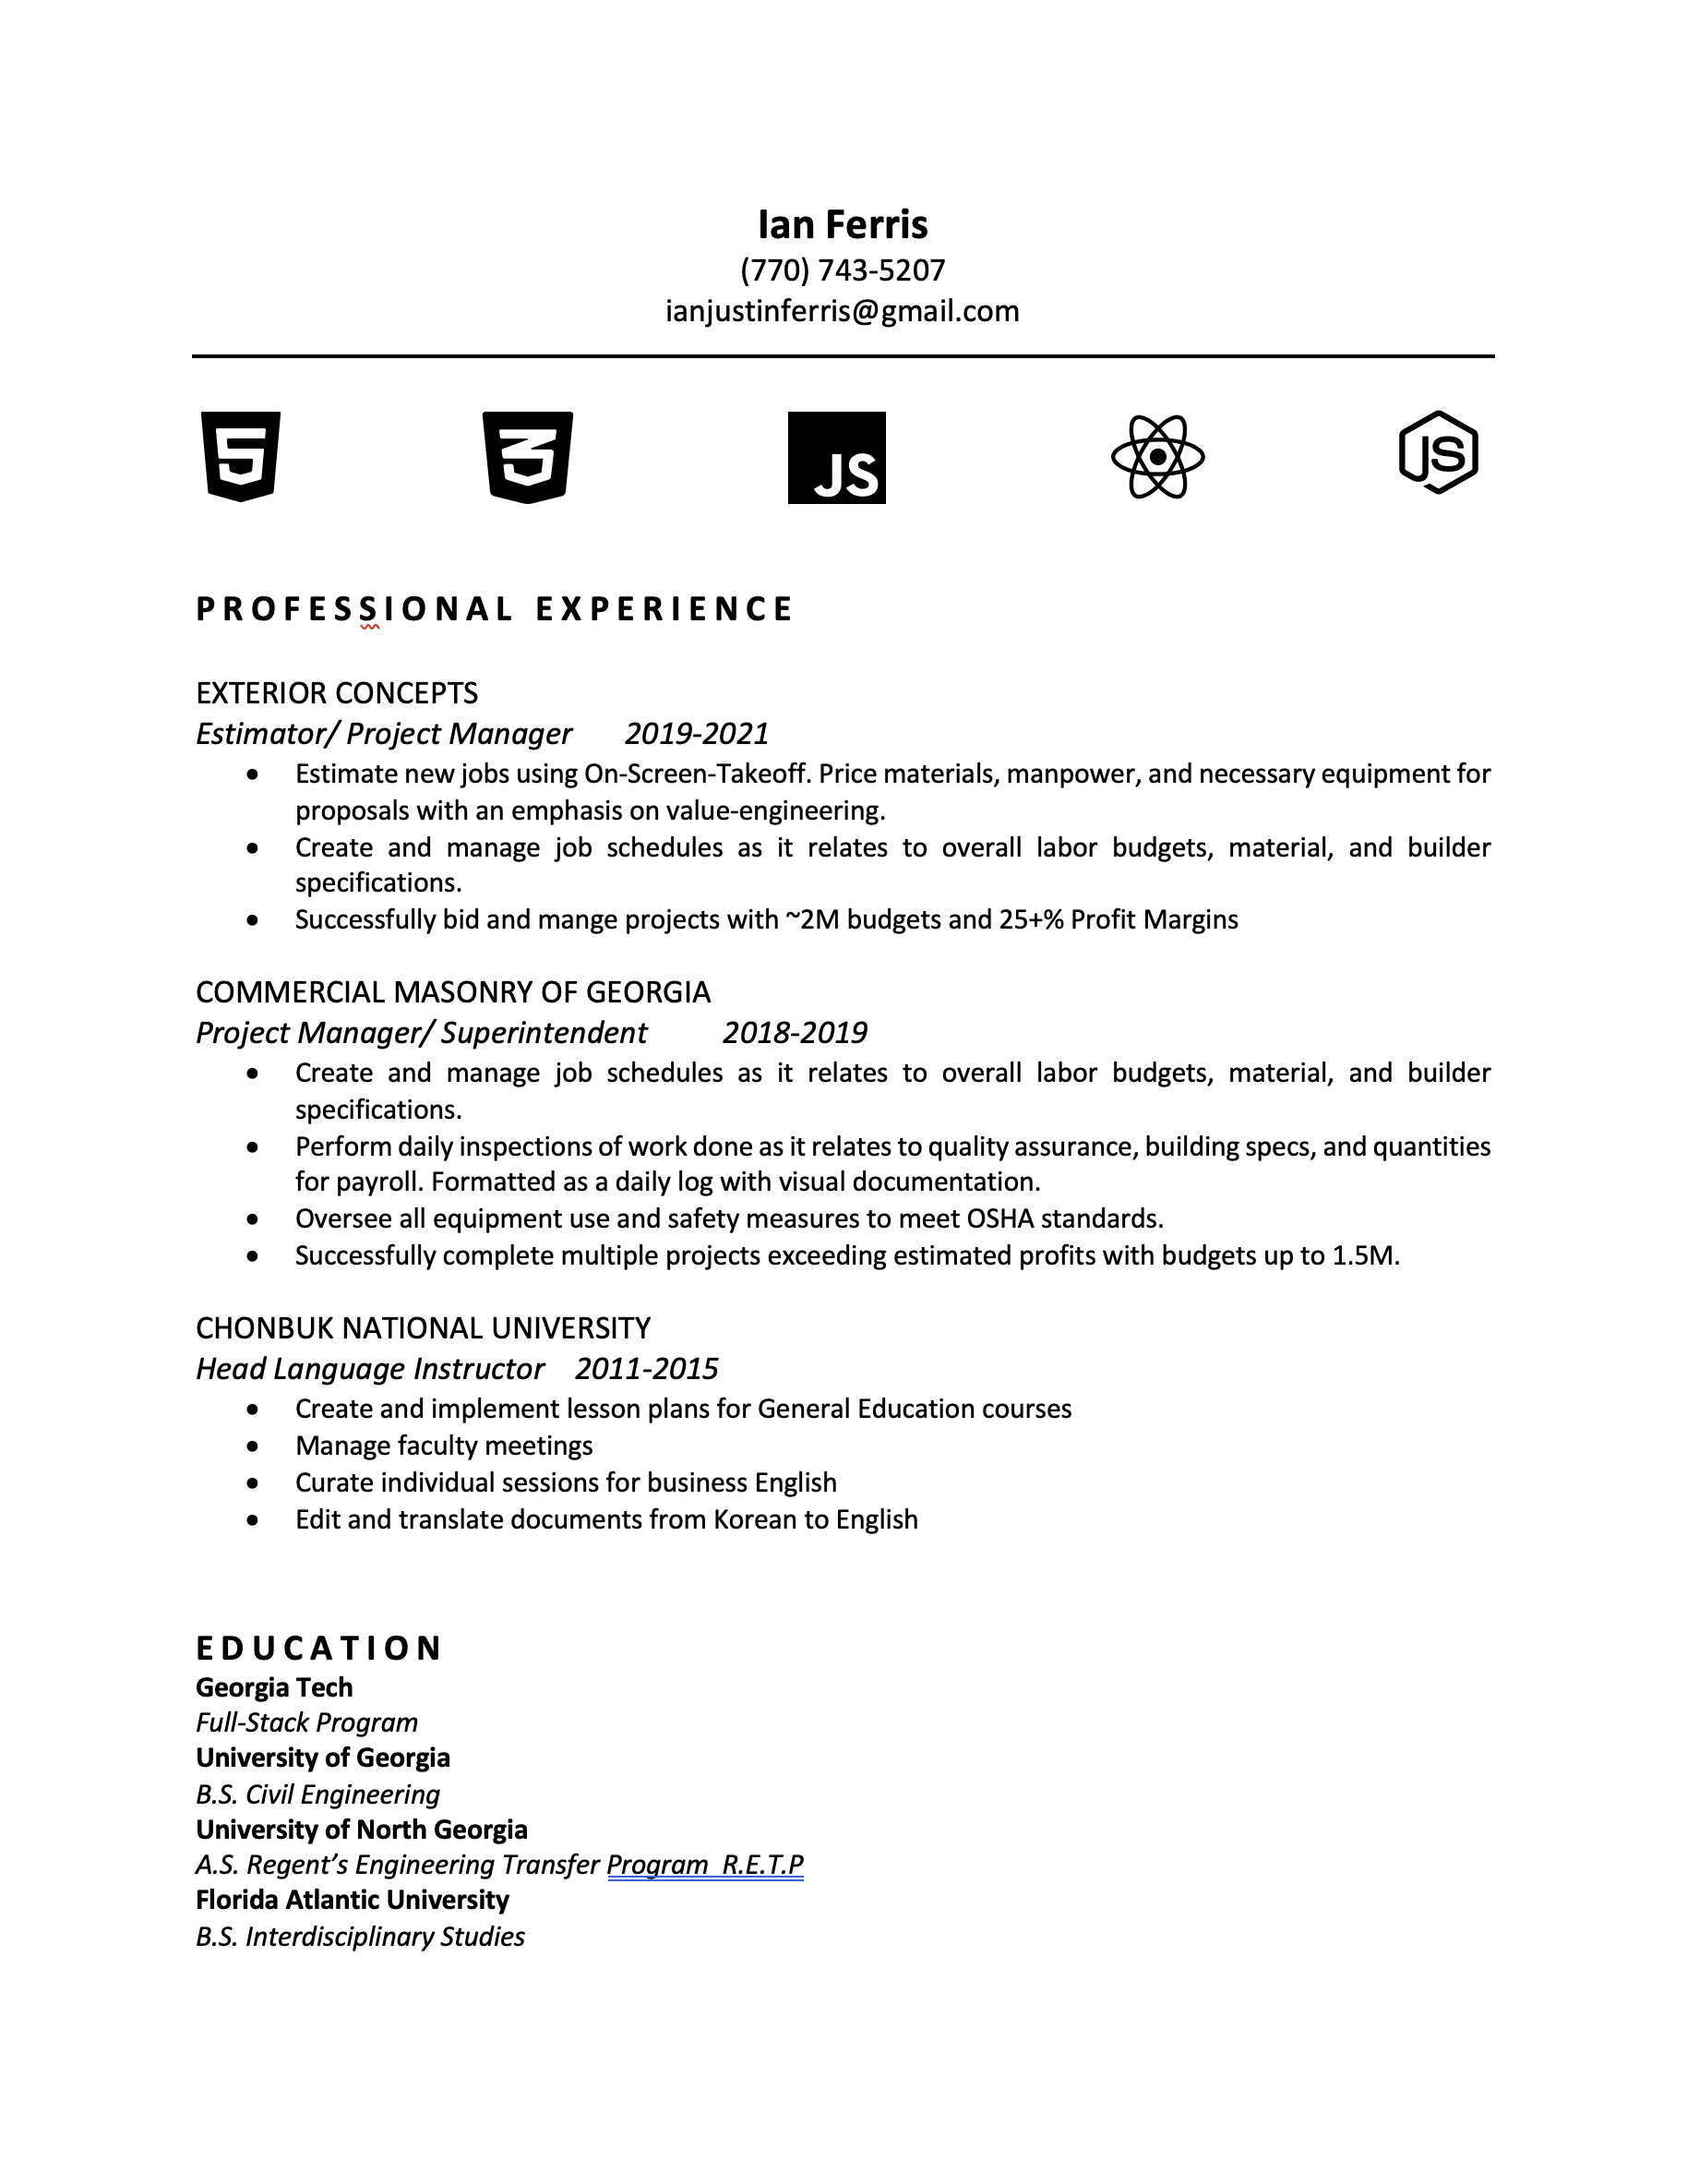 Ian Ferris
(770) 743-5207
ianjustinferris@gmail.com
5 3 JS JS
PROFESSIONAL EXPERIENCE
EXTERIOR CONCEPTS
Estimator/ Project Manager 2019-2021
• Estimate new jobs using On-Screen-Takeoff. Price materials, manpower, and necessary equipment for
proposals with an emphasis on value-engineering.
• Create and manage job schedules as it relates to overall labor budgets, material, and builder
specifications.
• Successfully bid and mange projects with ~2M budgets and 25+% Profit Margins
COMMERCIAL MASONRY OF GEORGIA
Project Manager/ Superintendent 2018-2019
• Create and manage job schedules as it relates to overall labor budgets, material, and builder
specifications.
• Perform daily inspections of work done as it relates to quality assurance, building specs, and quantities
for payroll. Formatted as a daily log with visual documentation.
• Oversee all equipment use and safety measures to meet OSHA standards.
• Successfully complete multiple projects exceeding estimated profits with budgets up to 1.5M.
CHONBUK NATIONAL UNIVERSITY
Head Language Instructor 2011-2015
• Create and implement lesson plans for General Education courses
• Manage faculty meetings
• Curate individual sessions for business English
• Edit and translate documents from Korean to English
EDUCATION
Georgia Tech
Full-Stack Program
University of Georgia
B.S. Civil Engineering
University of North Georgia
A.S. Regent’s Engineering Transfer Program R.E.T.P
Florida Atlantic University
B.S. Interdisciplinary Studies